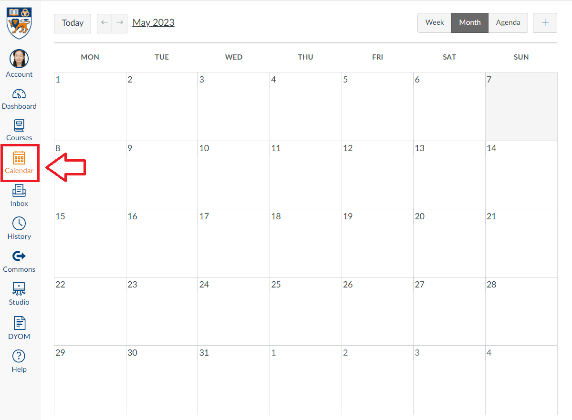 Today
May 2023
Week Month Agenda
MON TUE WED THU FRI SAT SUN
1 2 3 4 5 6 7
8 9 10 11 12 13 14
15 16 17 18 19 20 21
22 23 24 25 26 27 28
29 30 31 1 2 3 4
Account
Dashboard
Courses
Calendar
Inbox
History
Commons
Studio
DYOM
Help